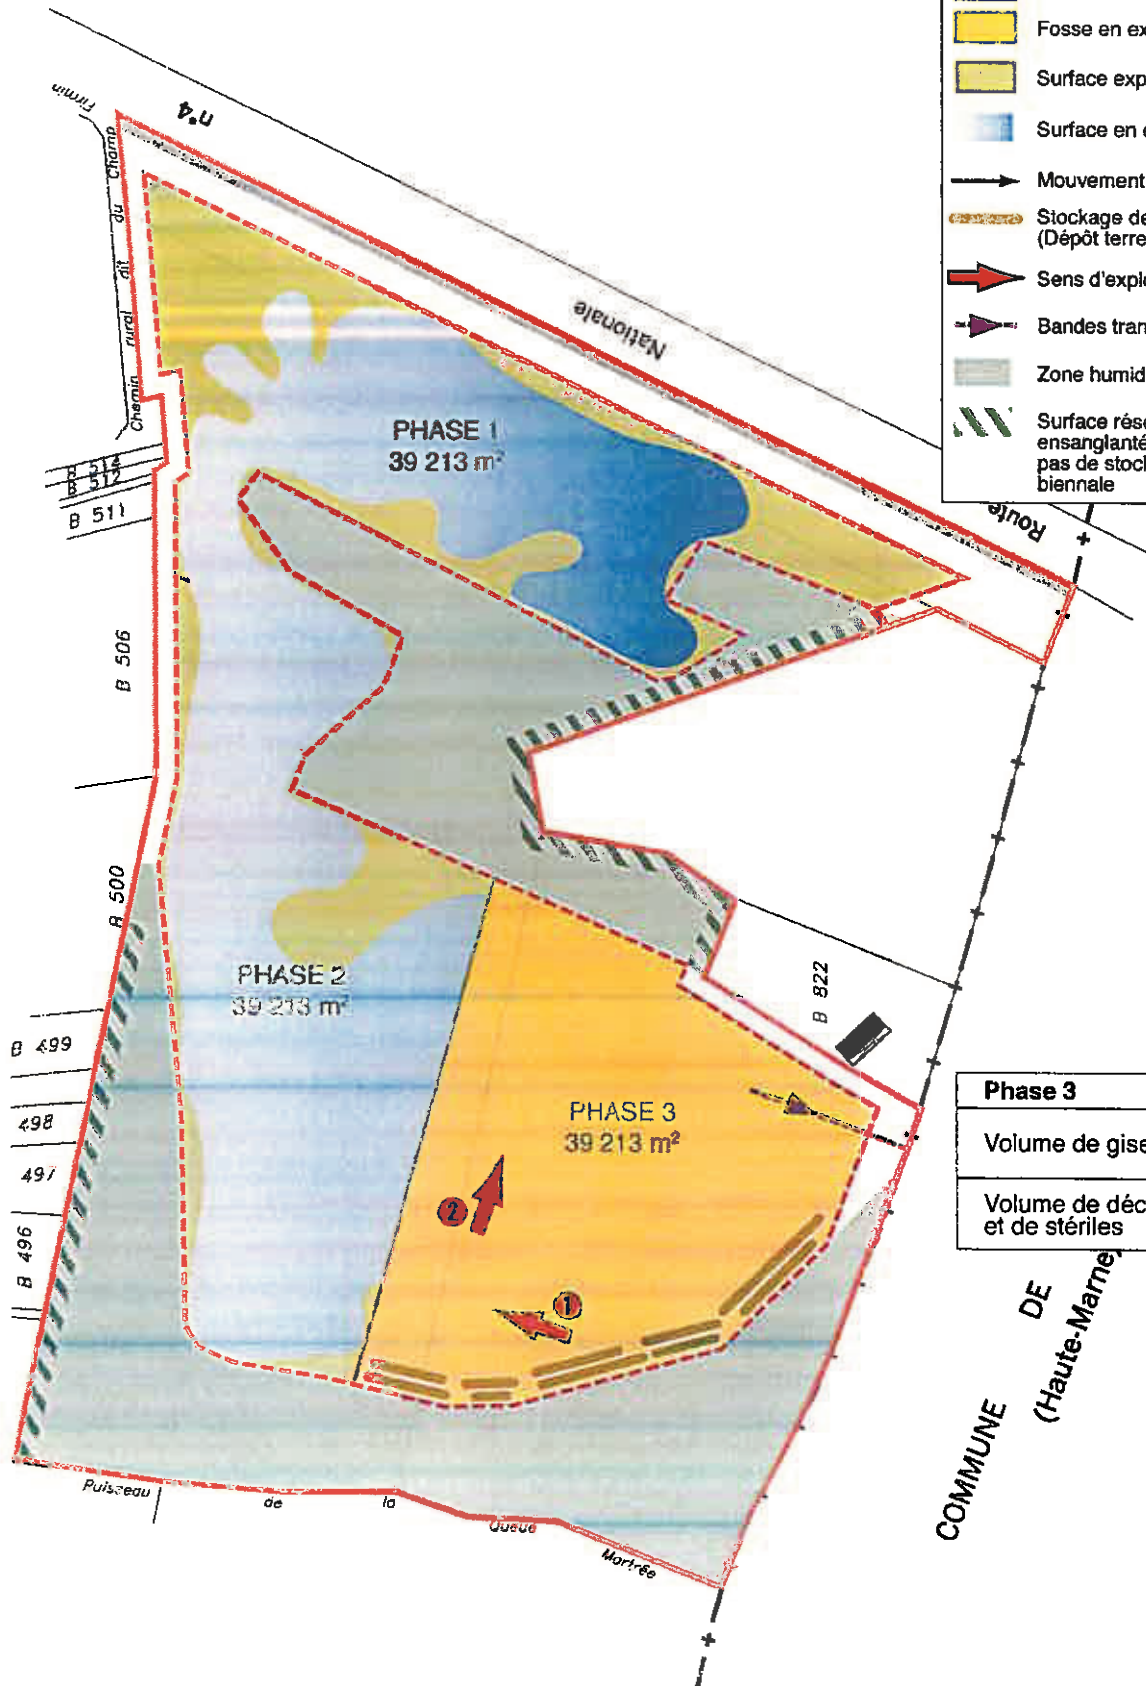 Fosse en ex
Surface exp
Surface en e
Mouvement
Stockage de
(Dépôt terre
Sens d'explo
Bandes tran
Zone humid
Surface rése
ensanglanté
pas de stock
biennale
Firmin
Chemin rural dit du Champ
n°4
Nationale
Route
PHASE 1
39 213 m²
B 514
B 512
B 511
B 506
B 500
PHASE 2
39 213 m²
B 822
B 499
498
497
B 496
PHASE 3
39 213 m²
2
1
Phase 3
Volume de gise
Volume de déc
et de stériles
COMMUNE DE
(Haute-Marne)
Puisseau de la Queue Martrée